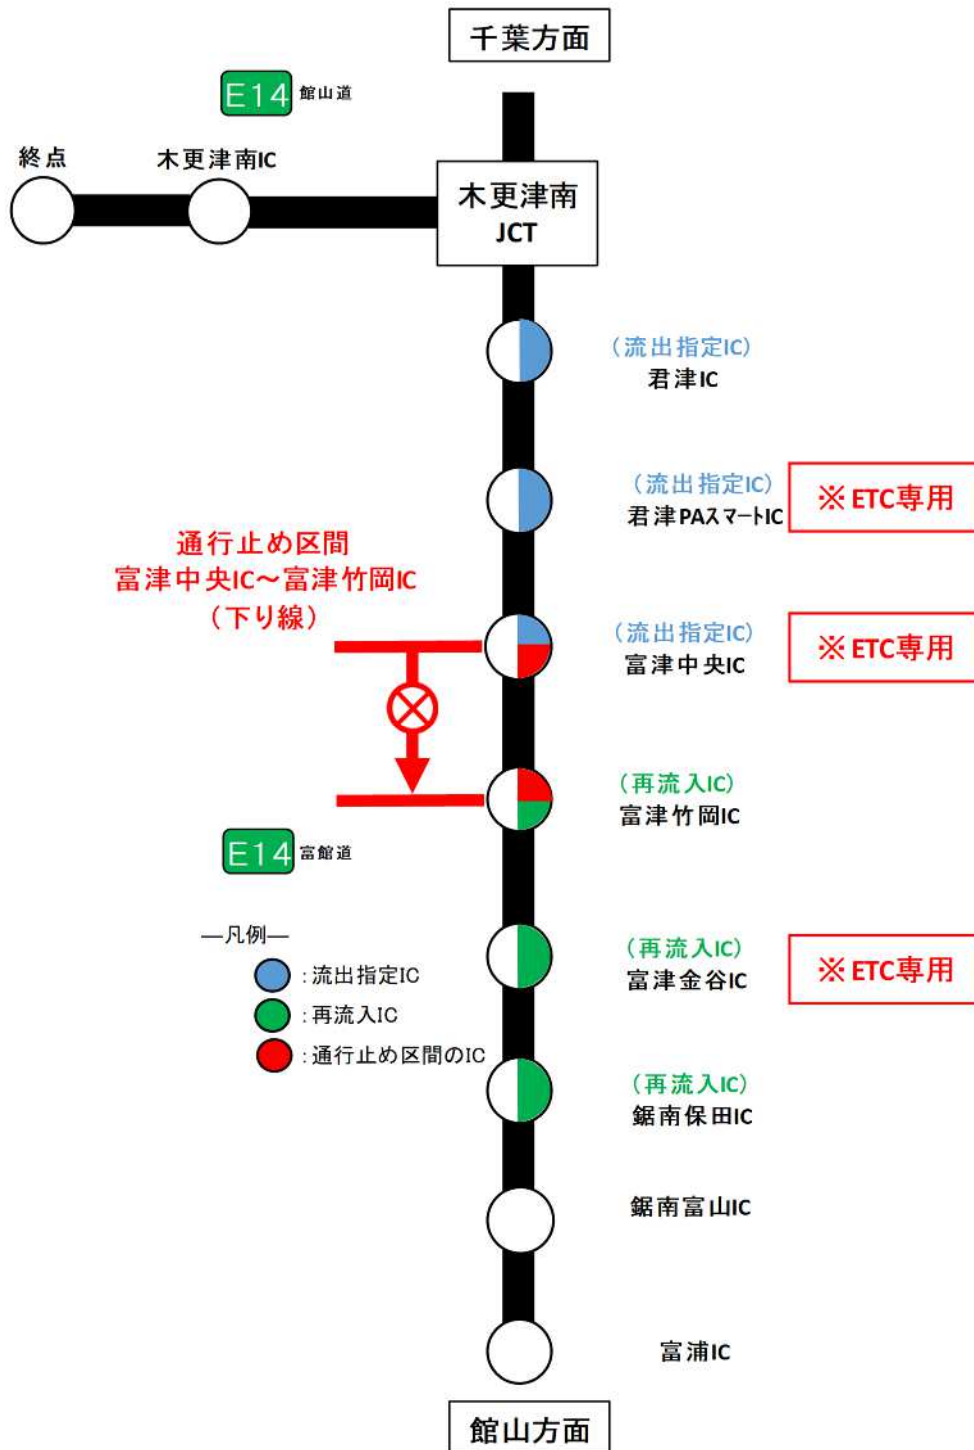 千葉方面
E14 館山道
終点
木更津南IC
木更津南
JCT
(流出指定IC)
君津IC
(流出指定IC)
君津PAスマートIC
※ETC専用
通行止め区間
富津中央IC～富津竹岡IC
(下り線)
(流出指定IC)
富津中央IC
※ETC専用
(再流入IC)
富津竹岡IC
E14 富館道
―凡例―
:流出指定IC
:再流入IC
:通行止め区間のIC
(再流入IC)
富津金谷IC
※ETC専用
(再流入IC)
鋸南保田IC
鋸南富山IC
富浦IC
館山方面